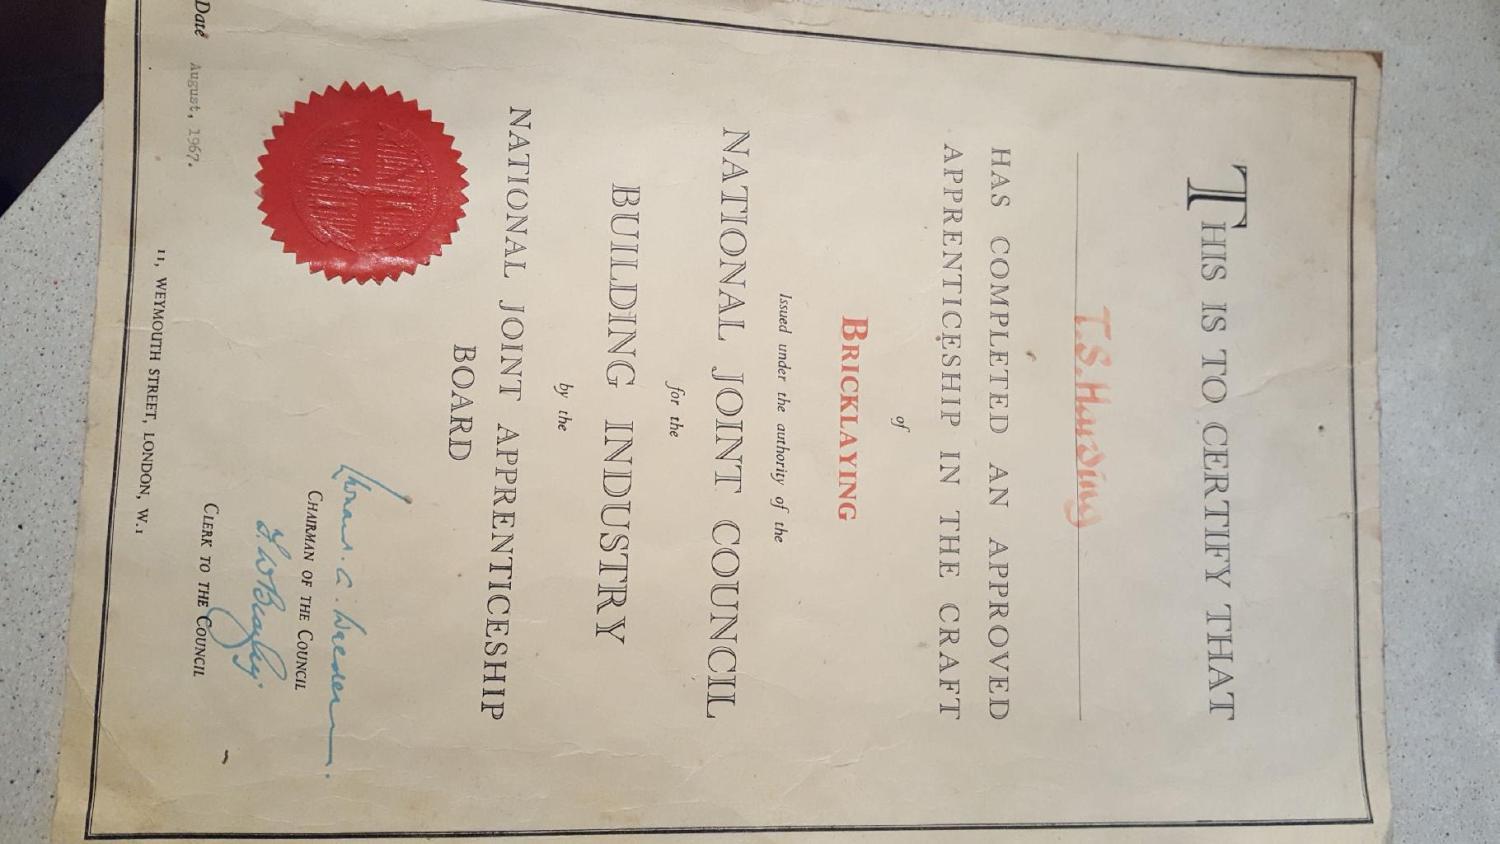 THIS IS TO CERTIFY THAT
T.S.Harding
HAS COMPLETED AN APPROVED
APPRENTICESHIP IN THE CRAFT
of
BRICKLAYING
Issued under the authority of the
NATIONAL JOINT COUNCIL
for the
BUILDING INDUSTRY
by the
NATIONAL JOINT APPRENTICESHIP
BOARD
CHAIRMAN OF THE COUNCIL
CLERK TO THE COUNCIL
Date August, 1967.
11, WEYMOUTH STREET, LONDON, W.1